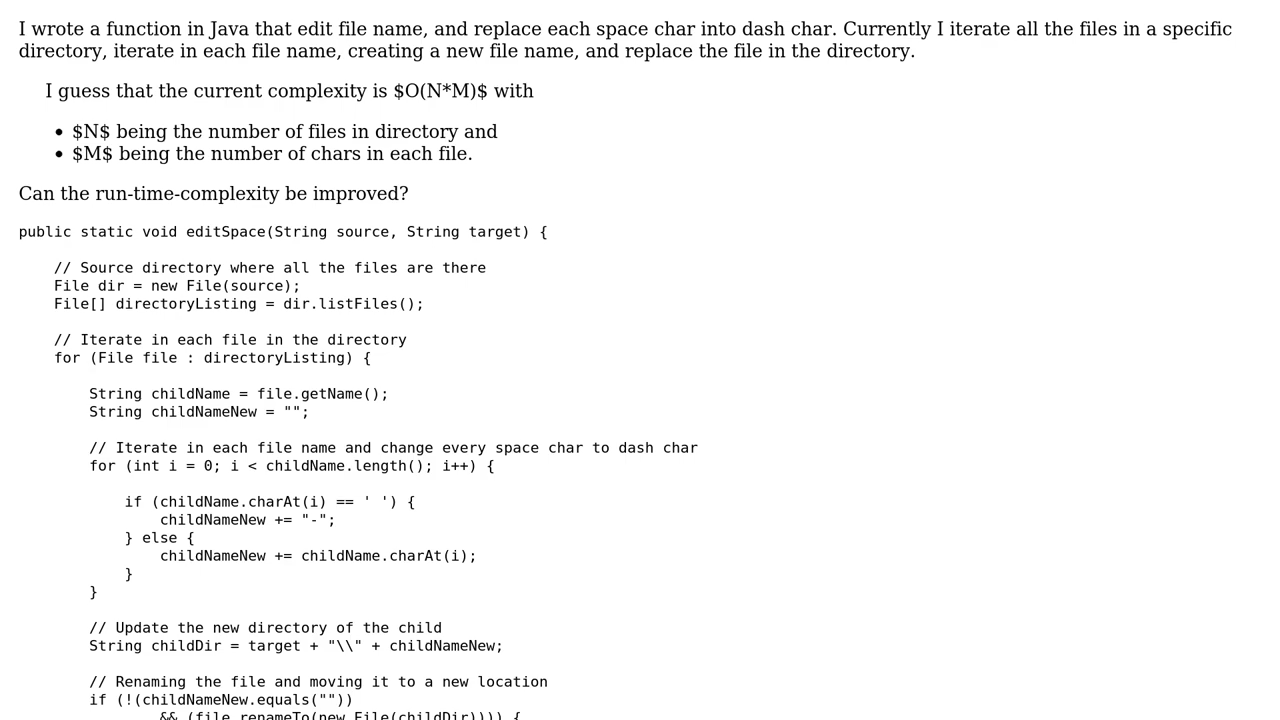 I wrote a function in Java that edit file name, and replace each space char into dash char. Currently I iterate all the files in a specific
directory, iterate in each file name, creating a new file name, and replace the file in the directory.
I guess that the current complexity is $O(N*M)$ with
• $N$ being the number of files in directory and
• $M$ being the number of chars in each file.
Can the run-time-complexity be improved?
public static void editSpace(String source, String target) {
    // Source directory where all the files are there
    File dir = new File(source);
    File[] directoryListing = dir.listFiles();
    // Iterate in each file in the directory
    for (File file : directoryListing) {
        String childName = file.getName();
        String childNameNew = "";
        // Iterate in each file name and change every space char to dash char
        for (int i = 0; i < childName.length(); i++) {
            if (childName.charAt(i) == ' ') {
                childNameNew += "-";
            } else {
                childNameNew += childName.charAt(i);
            }
        }
        // Update the new directory of the child
        String childDir = target + "\\" + childNameNew;
        // Renaming the file and moving it to a new location
        if (!(childNameNew.equals(""))
                && (file.renameTo(new File(childDir)))) {